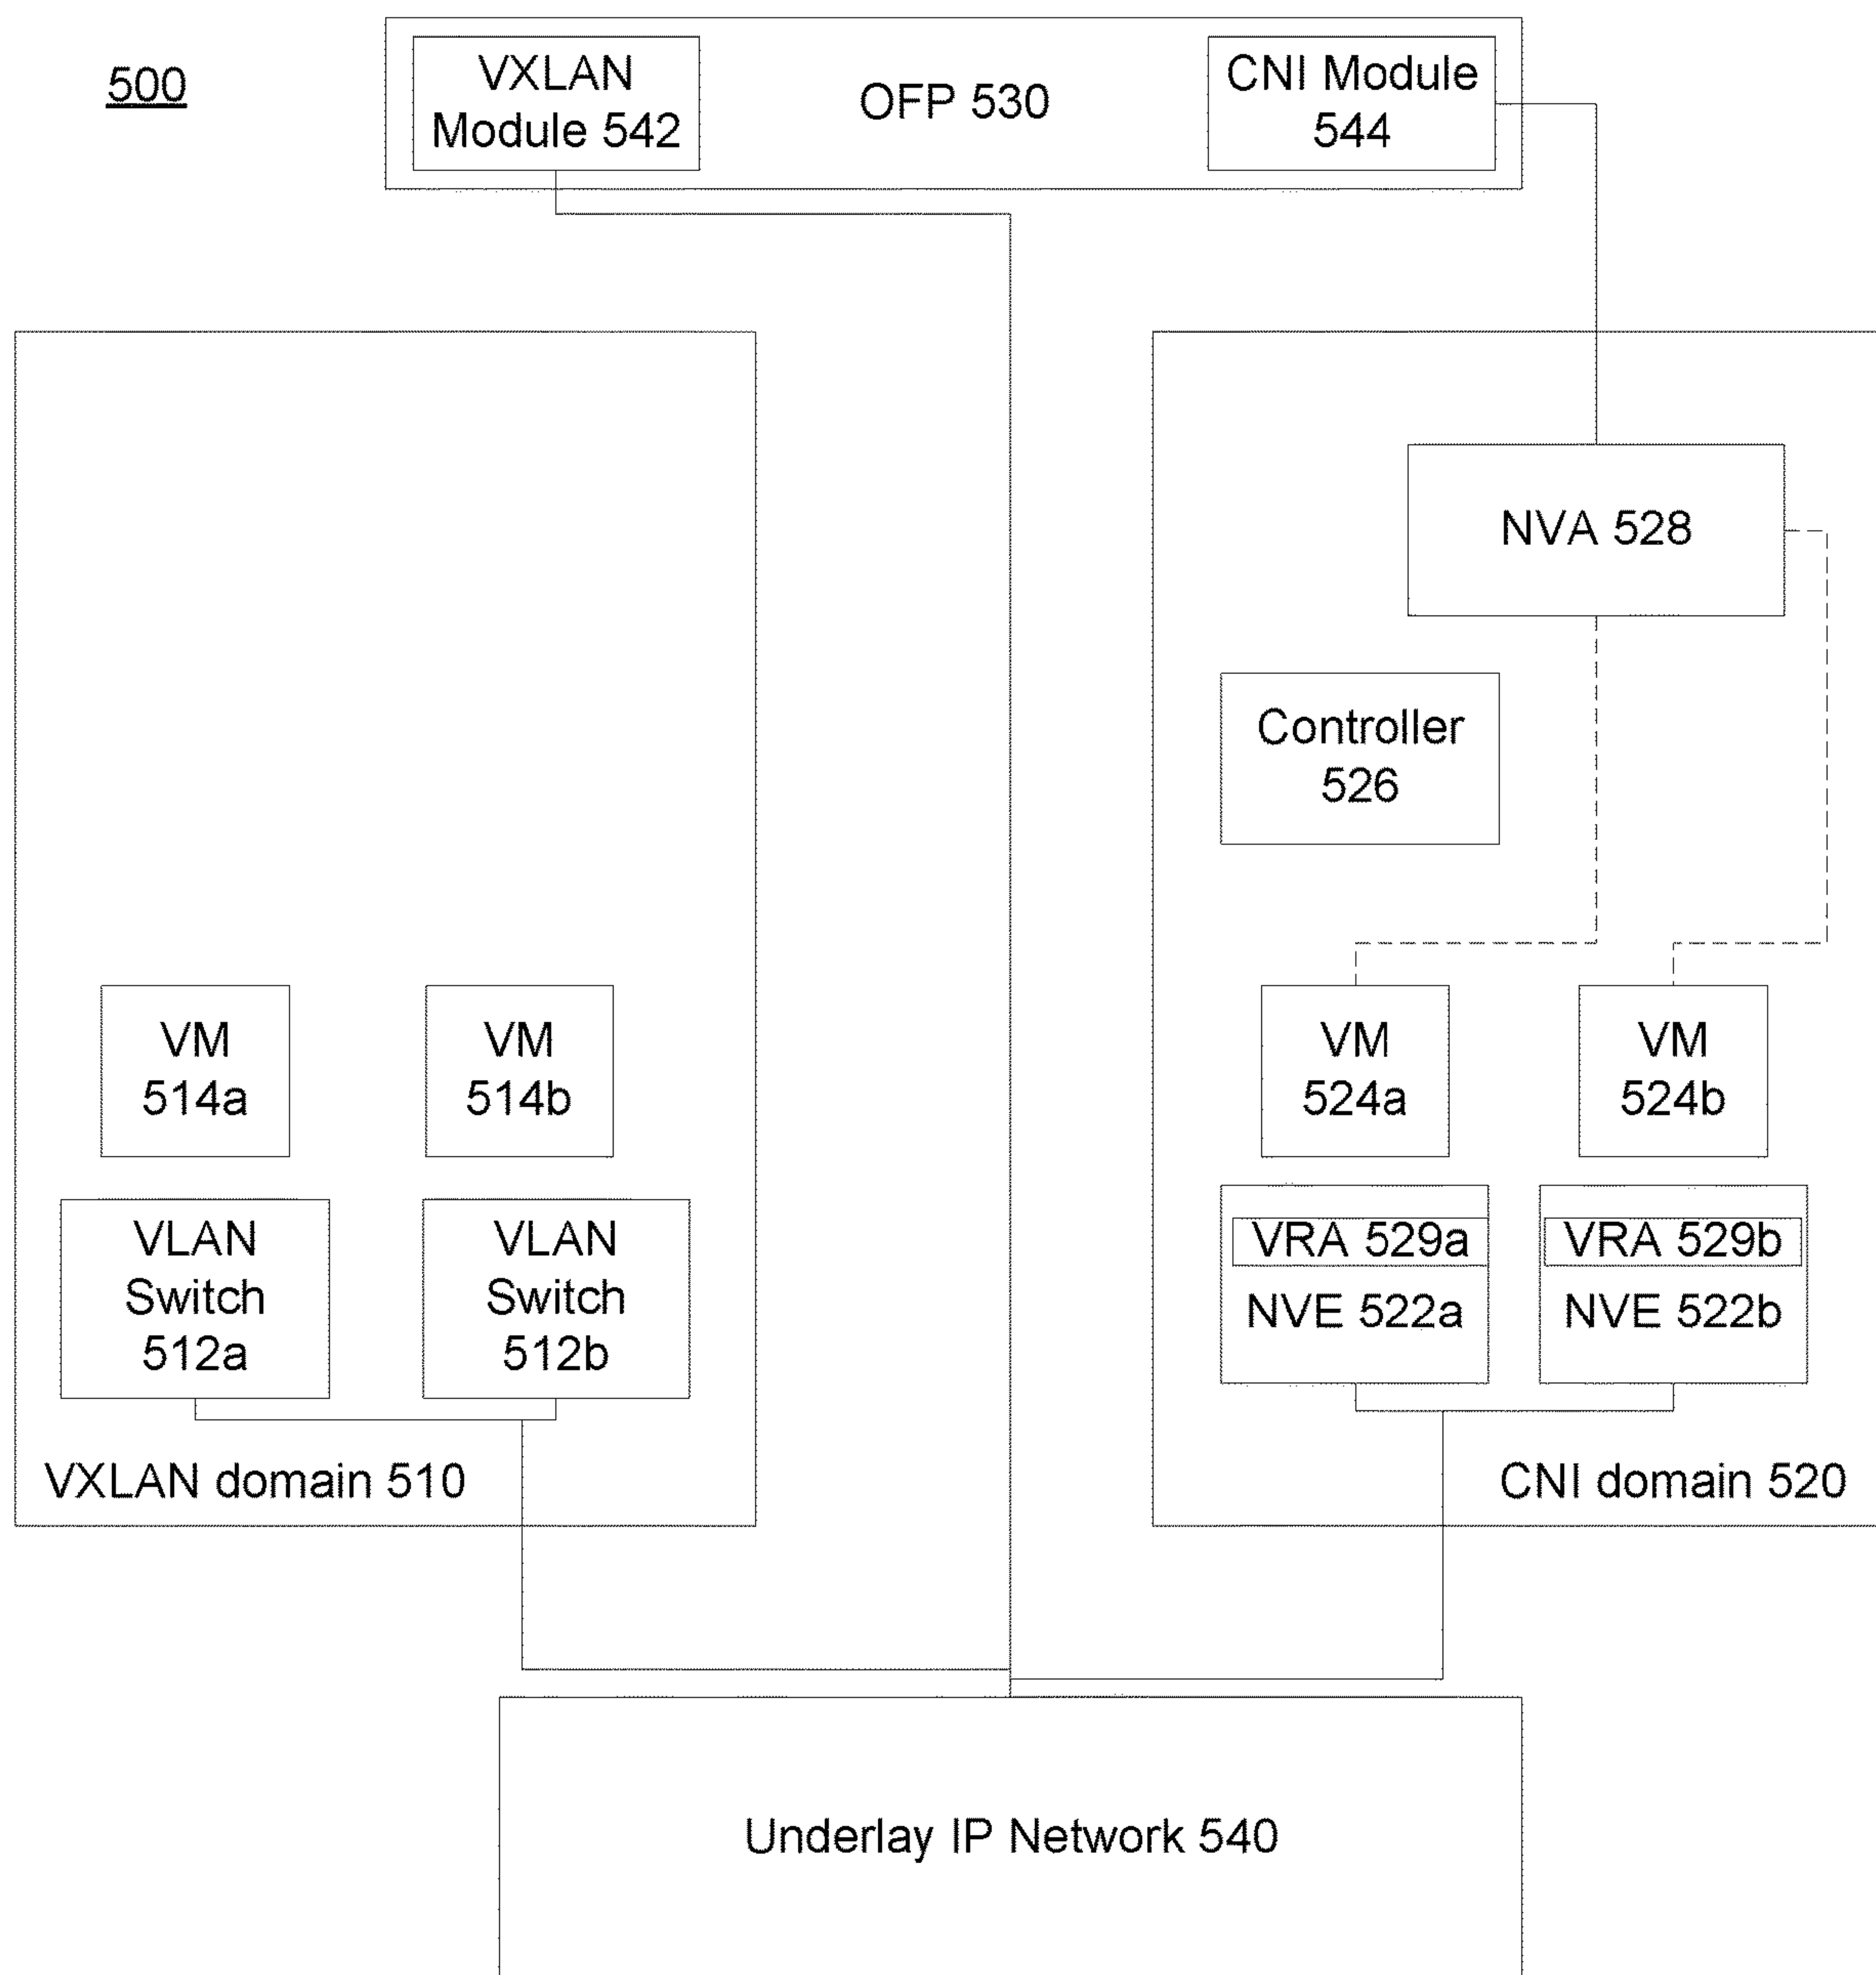 500
VXLAN
Module 542
OFP 530
CNI Module
544
NVA 528
Controller
526
VM
514a
VM
514b
VM
524a
VM
524b
VLAN
Switch
512a
VLAN
Switch
512b
VRA 529a
NVE 522a
VRA 529b
NVE 522b
VXLAN domain 510
CNI domain 520
Underlay IP Network 540